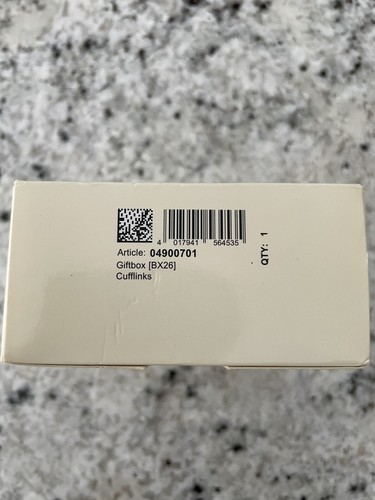 4 017941 564535
Article: 04900701
Giftbox [BX26]
Cufflinks
QTY: 1